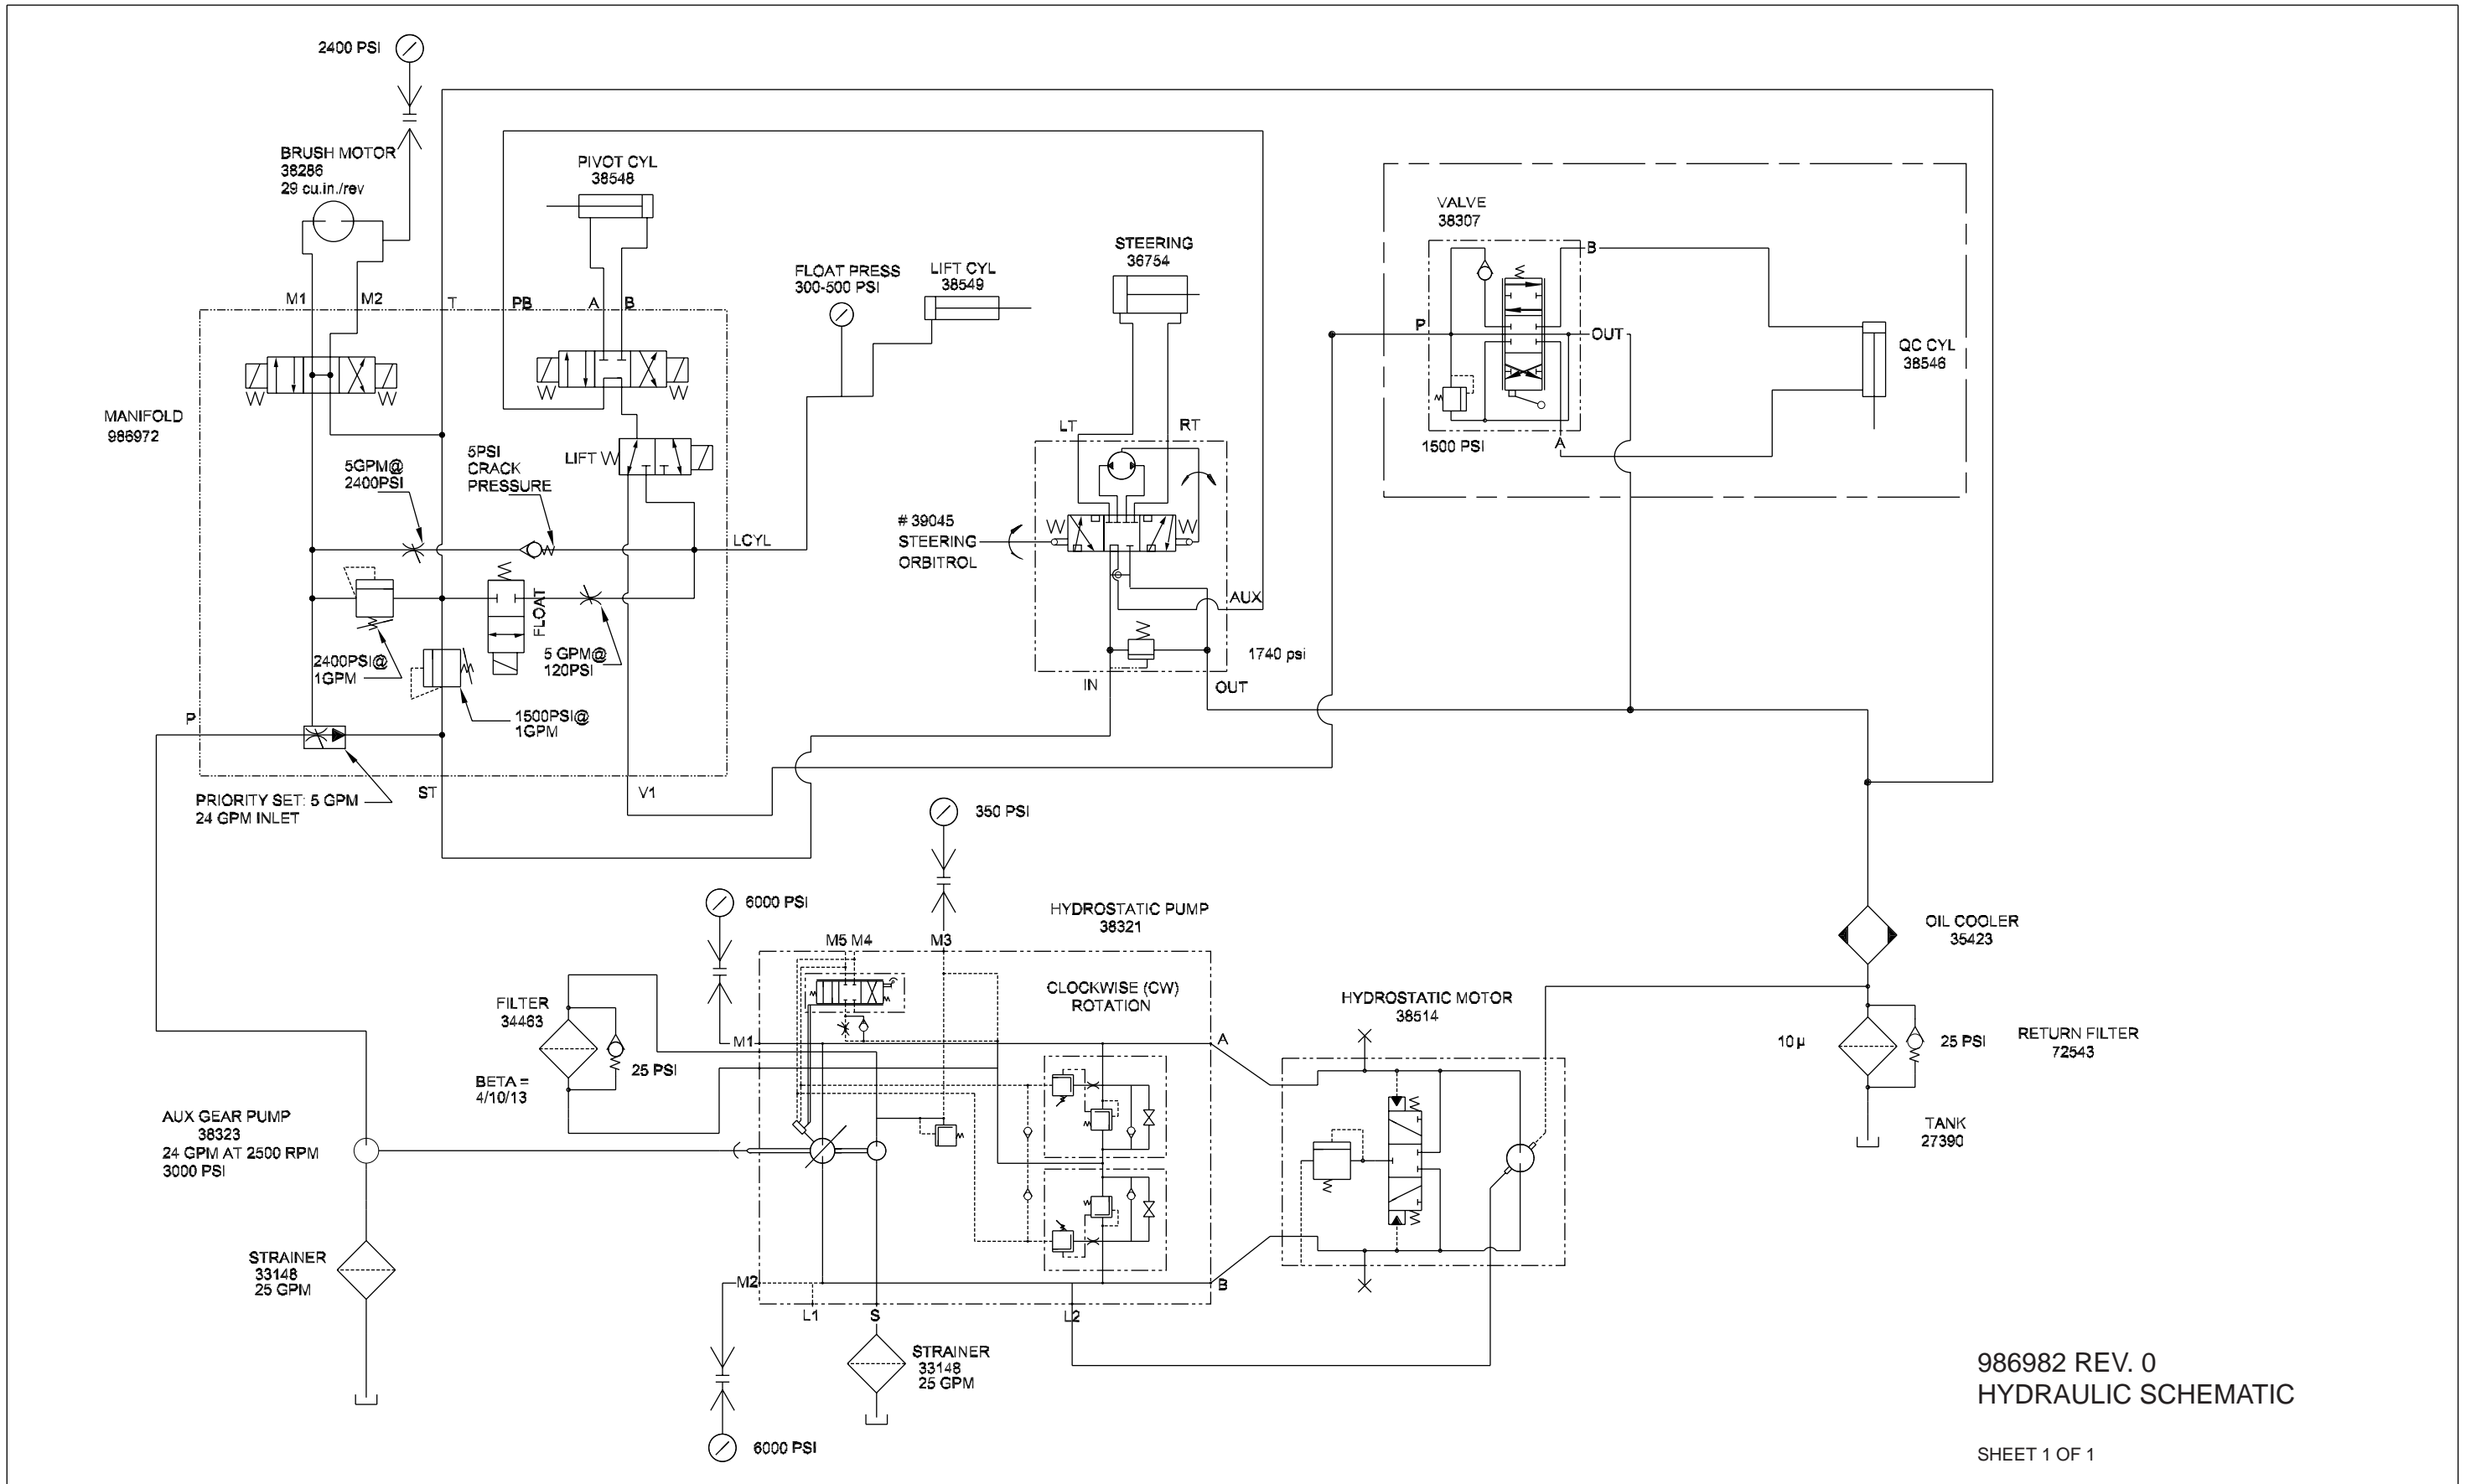 2400 PSI
BRUSH MOTOR
38286
29 cu.in./rev
PIVOT CYL
38548
FLOAT PRESS
300-500 PSI
LIFT CYL
38549
STEERING
36754
VALVE
38307
B
P
OUT
QC CYL
38546
1500 PSI
A
M1
M2
T
PB
A
B
MANIFOLD
986972
5GPM@
2400PSI
5PSI
CRACK
PRESSURE
LIFT
LCYL
LT
RT
# 39045
STEERING
ORBITROL
AUX
FLOAT
2400PSI@
1GPM
5 GPM@
120PSI
1740 psi
IN
OUT
P
1500PSI@
1GPM
PRIORITY SET: 5 GPM
24 GPM INLET
ST
V1
350 PSI
6000 PSI
HYDROSTATIC PUMP
38321
M5 M4
M3
OIL COOLER
35423
CLOCKWISE (CW)
ROTATION
FILTER
34463
HYDROSTATIC MOTOR
38514
M1
A
25 PSI
BETA =
4/10/13
10 µ
25 PSI
RETURN FILTER
72543
AUX GEAR PUMP
38323
24 GPM AT 2500 RPM
3000 PSI
TANK
27390
STRAINER
33148
25 GPM
M2
B
L1
S
L2
STRAINER
33148
25 GPM
6000 PSI
986982 REV. 0
HYDRAULIC SCHEMATIC
SHEET 1 OF 1